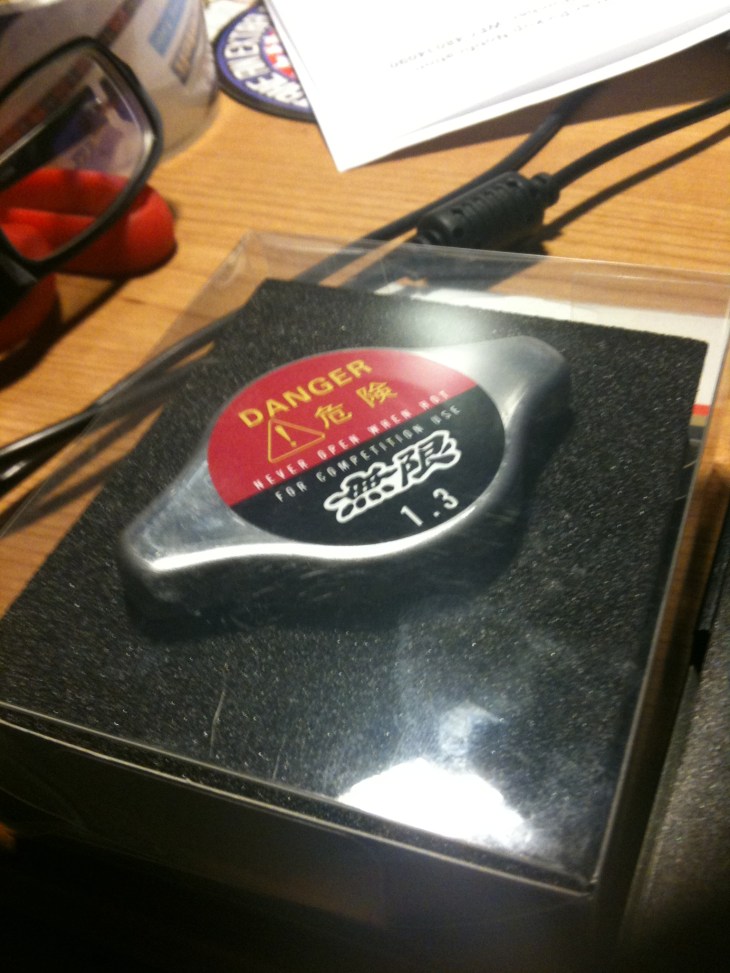 DANGER
危険
NEVER OPEN WHEN HOT
FOR COMPETITION USE
無限
1.3